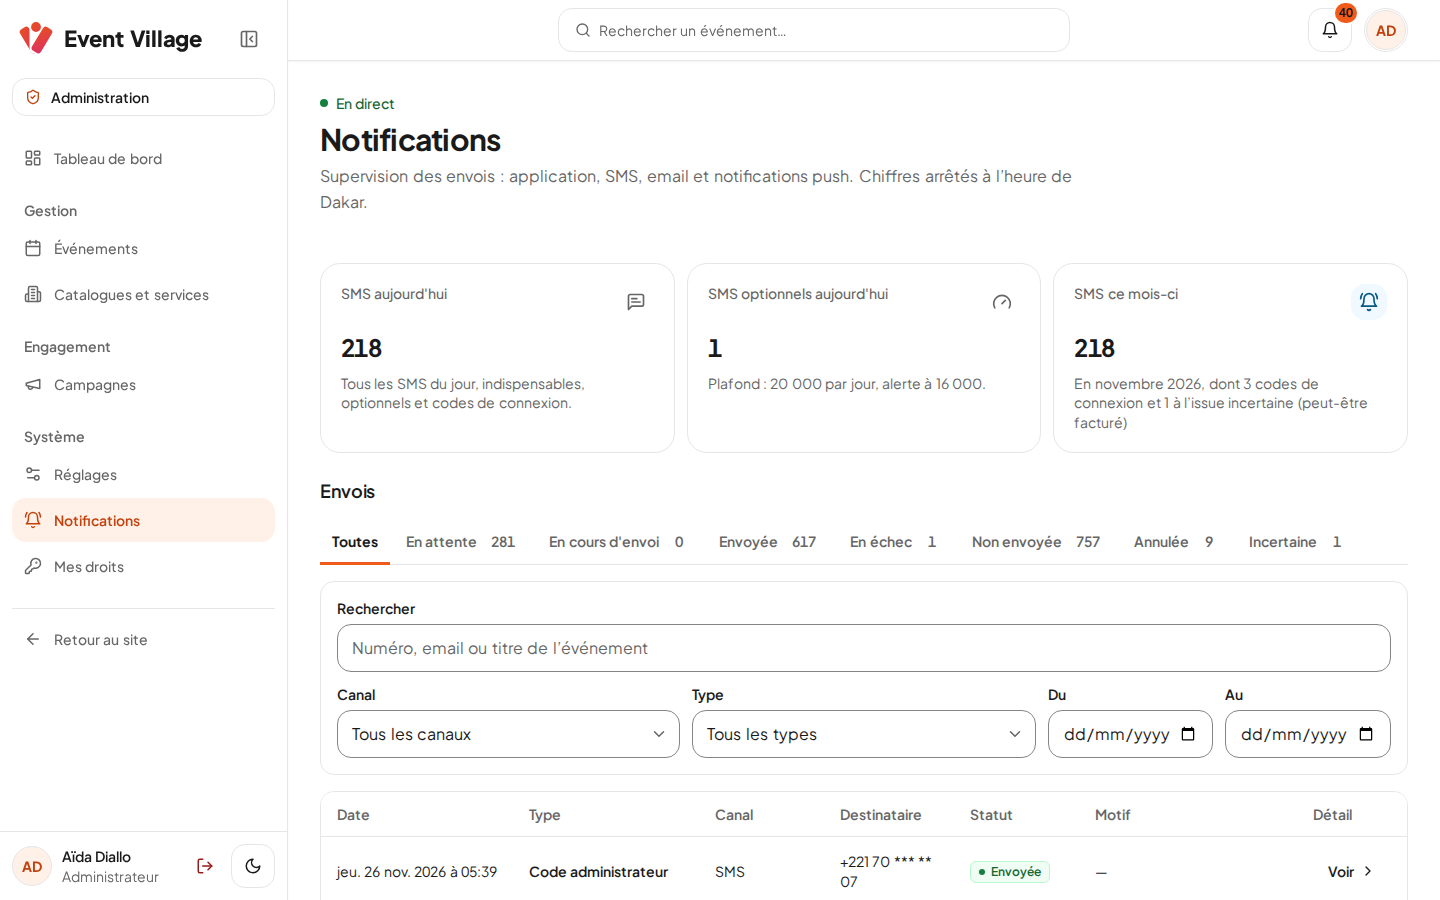 Event Village
Rechercher un événement...
40
AD
Administration
Tableau de bord
Gestion
Événements
Catalogues et services
Engagement
Campagnes
Système
Réglages
Notifications
Mes droits
Retour au site
AD
Aïda Diallo
Administrateur
En direct
Notifications
Supervision des envois : application, SMS, email et notifications push. Chiffres arrêtés à l'heure de
Dakar.
SMS aujourd'hui
218
Tous les SMS du jour, indispensables,
optionnels et codes de connexion.
SMS optionnels aujourd'hui
1
Plafond : 20 000 par jour, alerte à 16 000.
SMS ce mois-ci
218
En novembre 2026, dont 3 codes de
connexion et 1 à l'issue incertaine (peut-être
facturé)
Envois
Toutes En attente 281 En cours d'envoi 0 Envoyée 617 En échec 1 Non envoyée 757 Annulée 9 Incertaine 1
Rechercher
Numéro, email ou titre de l'événement
Canal Type Du Au
Tous les canaux Tous les types dd/mm/yyyy dd/mm/yyyy
Date Type Canal Destinataire Statut Motif Détail
jeu. 26 nov. 2026 à 05:39 Code administrateur SMS +221 70 *** ** 07 Envoyée — Voir